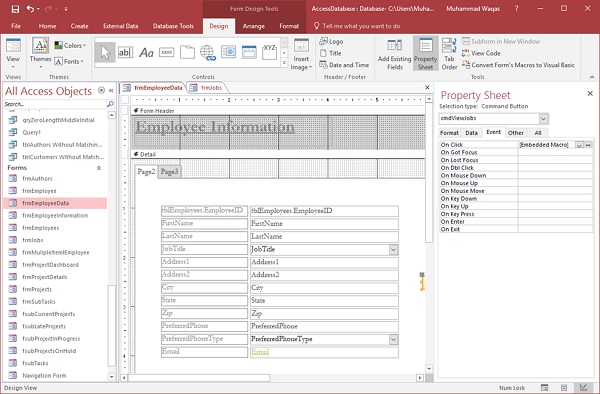 Form Design Tools
AccessDatabase : Database- C:\Users\Muha...
Muhammad Waqas
File Home Create External Data Database Tools Design Arrange Format Tell me what you want to do
View
Themes
Colors
Fonts
ab|
Aa
XYZ
Insert Image
Logo
Title
Date and Time
Add Existing Fields
Property Sheet
Tab Order
Subform in New Window
View Code
Convert Form's Macros to Visual Basic
Views Themes Controls Header / Footer Tools
All Access Objects
Search...
qryZeroLengthMiddleInitial
Query1
tblAuthors Without Matchin...
tblCustomers Without Match...
Forms
frmAuthors
frmEmployee
frmEmployeeData
frmEmployeeInformation
frmEmployees
frmJobs
frmMulipleItemEmployee
frmProjectDashboard
frmProjectDetails
frmProjects
frmSubTasks
fsubCurrentProjects
fsubLateProjects
fsubProjectInProgress
fsubProjectsOnHold
fsubTasks
Navigation Form
frmEmployeeData frmJobs
Form Header
Employee Information
Detail
Page2 Page3
tblEmployees.EmployeeID tblEmployees.EmployeeID
FirstName FirstName
LastName LastName
JobTitle JobTitle
Address1 Address1
Address2 Address2
City City
State State
Zip Zip
PreferredPhone PreferredPhone
PreferredPhoneType PreferredPhoneType
Email Email
Property Sheet
Selection type: Command Button
cmdViewJobs
Format Data Event Other All
On Click [Embedded Macro]
On Got Focus
On Lost Focus
On Dbl Click
On Mouse Down
On Mouse Up
On Mouse Move
On Key Down
On Key Up
On Key Press
On Enter
On Exit
Design View
Num Lock